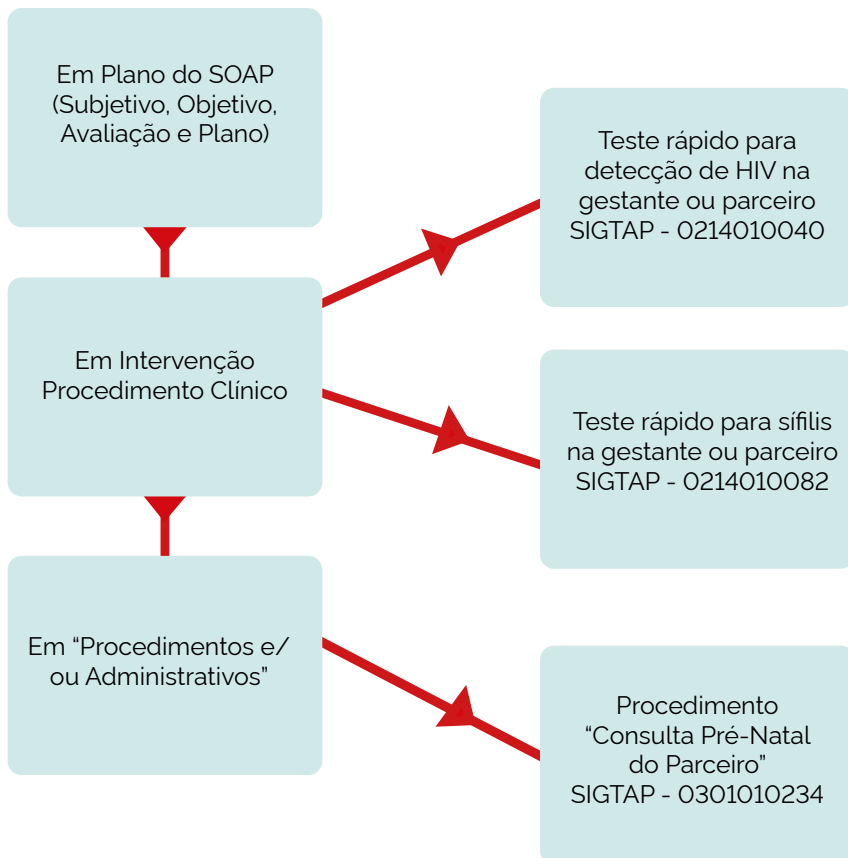 Em Plano do SOAP
(Subjetivo, Objetivo,
Avaliação e Plano)
Em Intervenção
Procedimento Clínico
Em “Procedimentos e/
ou Administrativos”
Teste rápido para
detecção de HIV na
gestante ou parceiro
SIGTAP - 0214010040
Teste rápido para sífilis
na gestante ou parceiro
SIGTAP - 0214010082
Procedimento
“Consulta Pré-Natal
do Parceiro”
SIGTAP - 0301010234